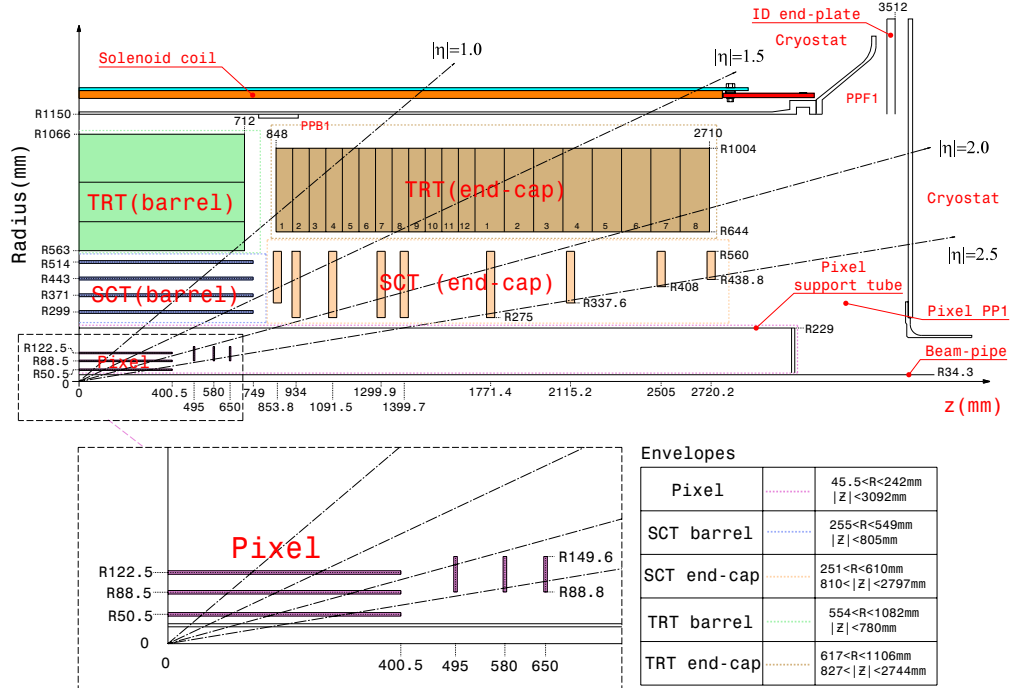 3512
ID end-plate
Cryostat
|η|=1.0
|η|=1.5
Solenoid coil
PPF1
R1150
PPB1
712
848
2710
R1066
R1004
|η|=2.0
Radius(mm)
TRT(barrel)
TRT(end-cap)
Cryostat
1 2 3 4 5 6 7 8 9 10 11 12 1 2 3 4 5 6 7 8
R644
R563
R560
|η|=2.5
R514
Pixel
support tube
R443
SCT (end-cap)
R438.8
R408
R371
SCT(barrel)
R337.6
R299
R275
Pixel PP1
R229
R122.5
Pixel
R88.5
Beam-pipe
R50.5
R34.3
0
0
400.5 580 749 934 1299.9 1771.4 2115.2 2505 2720.2
495 650 853.8 1091.5 1399.7
z(mm)
Envelopes
Pixel
45.5<R<242mm
|Z|<3092mm
SCT barrel
255<R<549mm
|Z|<805mm
SCT end-cap
251<R<610mm
810<|Z|<2797mm
TRT barrel
554<R<1082mm
|Z|<780mm
TRT end-cap
617<R<1106mm
827<|Z|<2744mm
Pixel
R149.6
R122.5
R88.5
R88.8
R50.5
0
0
400.5 495 580 650